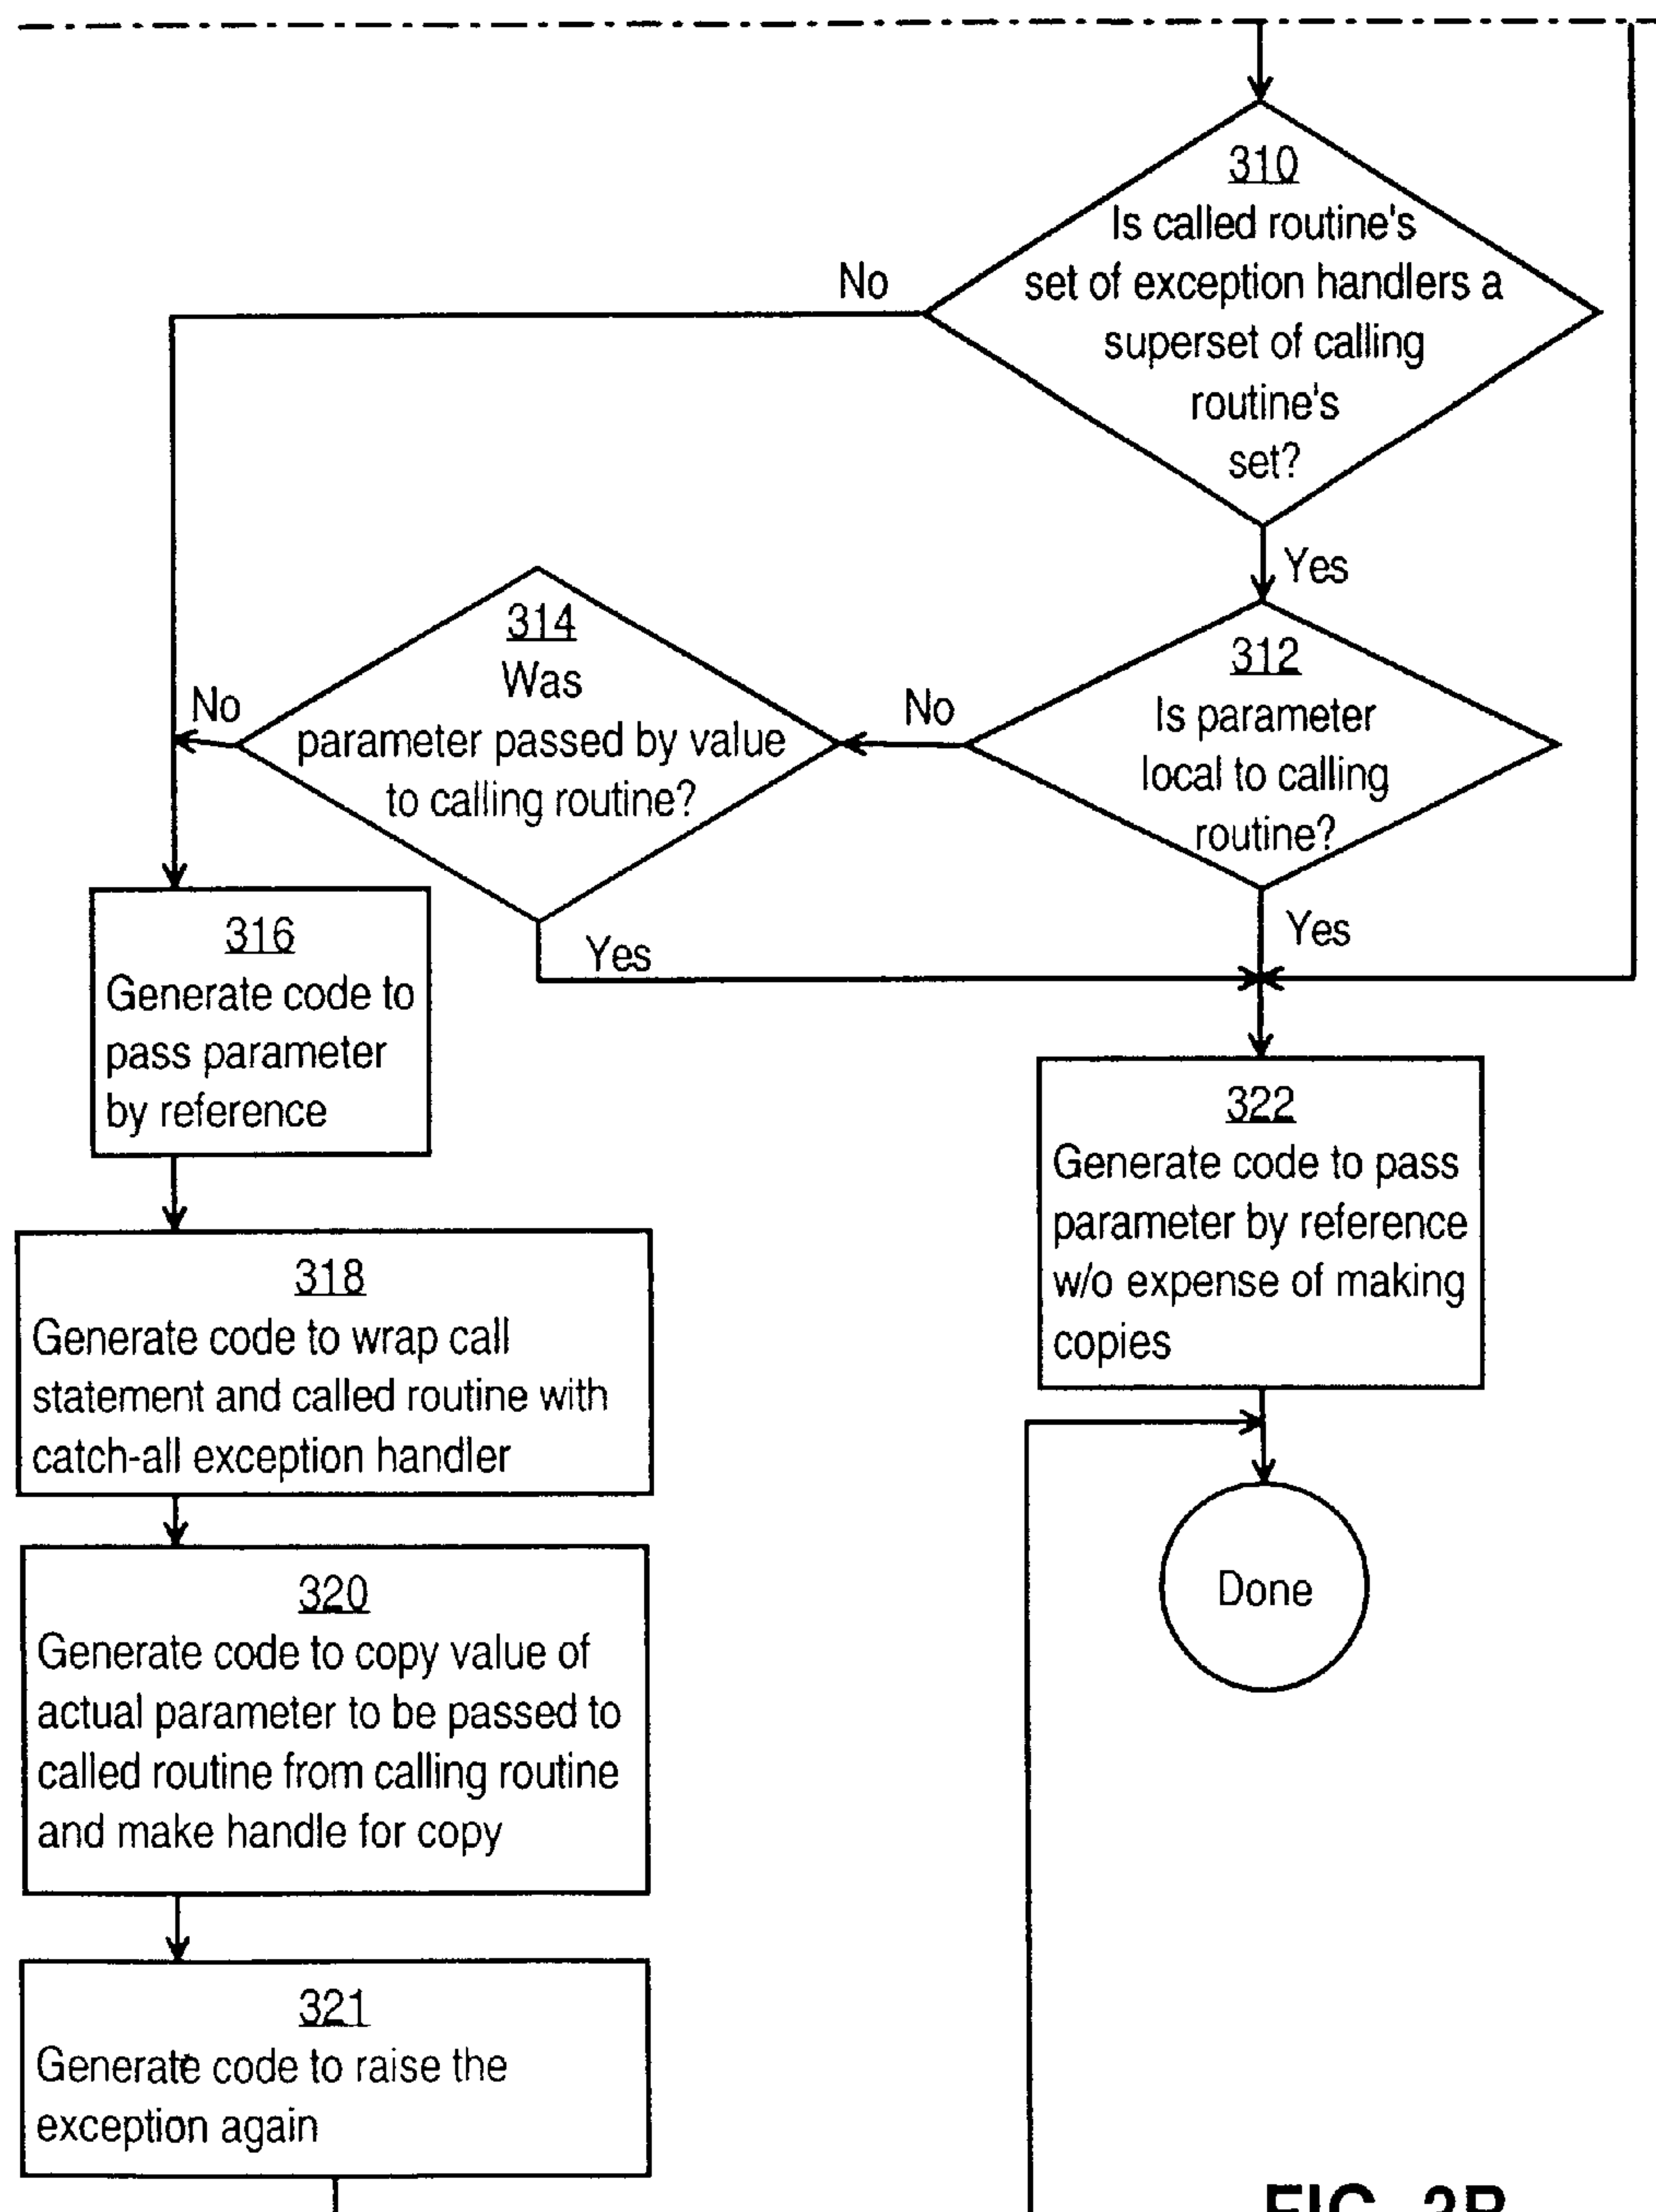 310
Is called routine's
set of exception handlers a
superset of calling
routine's
set?
No
Yes
314
Was
parameter passed by value
to calling routine?
No
No
312
Is parameter
local to calling
routine?
Yes
Yes
316
Generate code to
pass parameter
by reference
322
Generate code to pass
parameter by reference
w/o expense of making
copies
318
Generate code to wrap call
statement and called routine with
catch-all exception handler
Done
320
Generate code to copy value of
actual parameter to be passed to
called routine from calling routine
and make handle for copy
321
Generate code to raise the
exception again
FIG. 3B